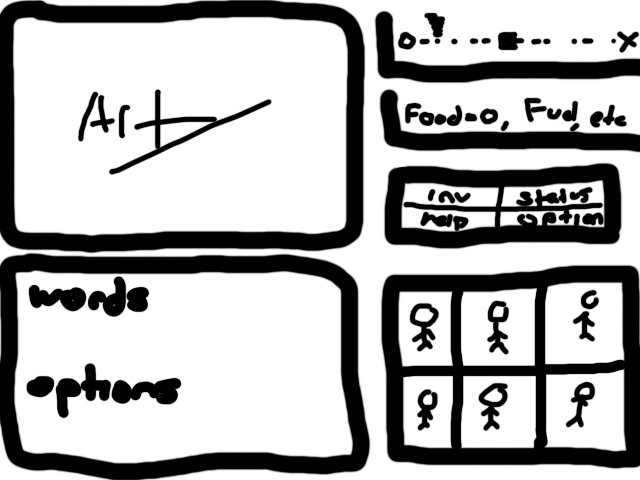 Art
Food=0, Fud, etc
inv status
help option
words
options